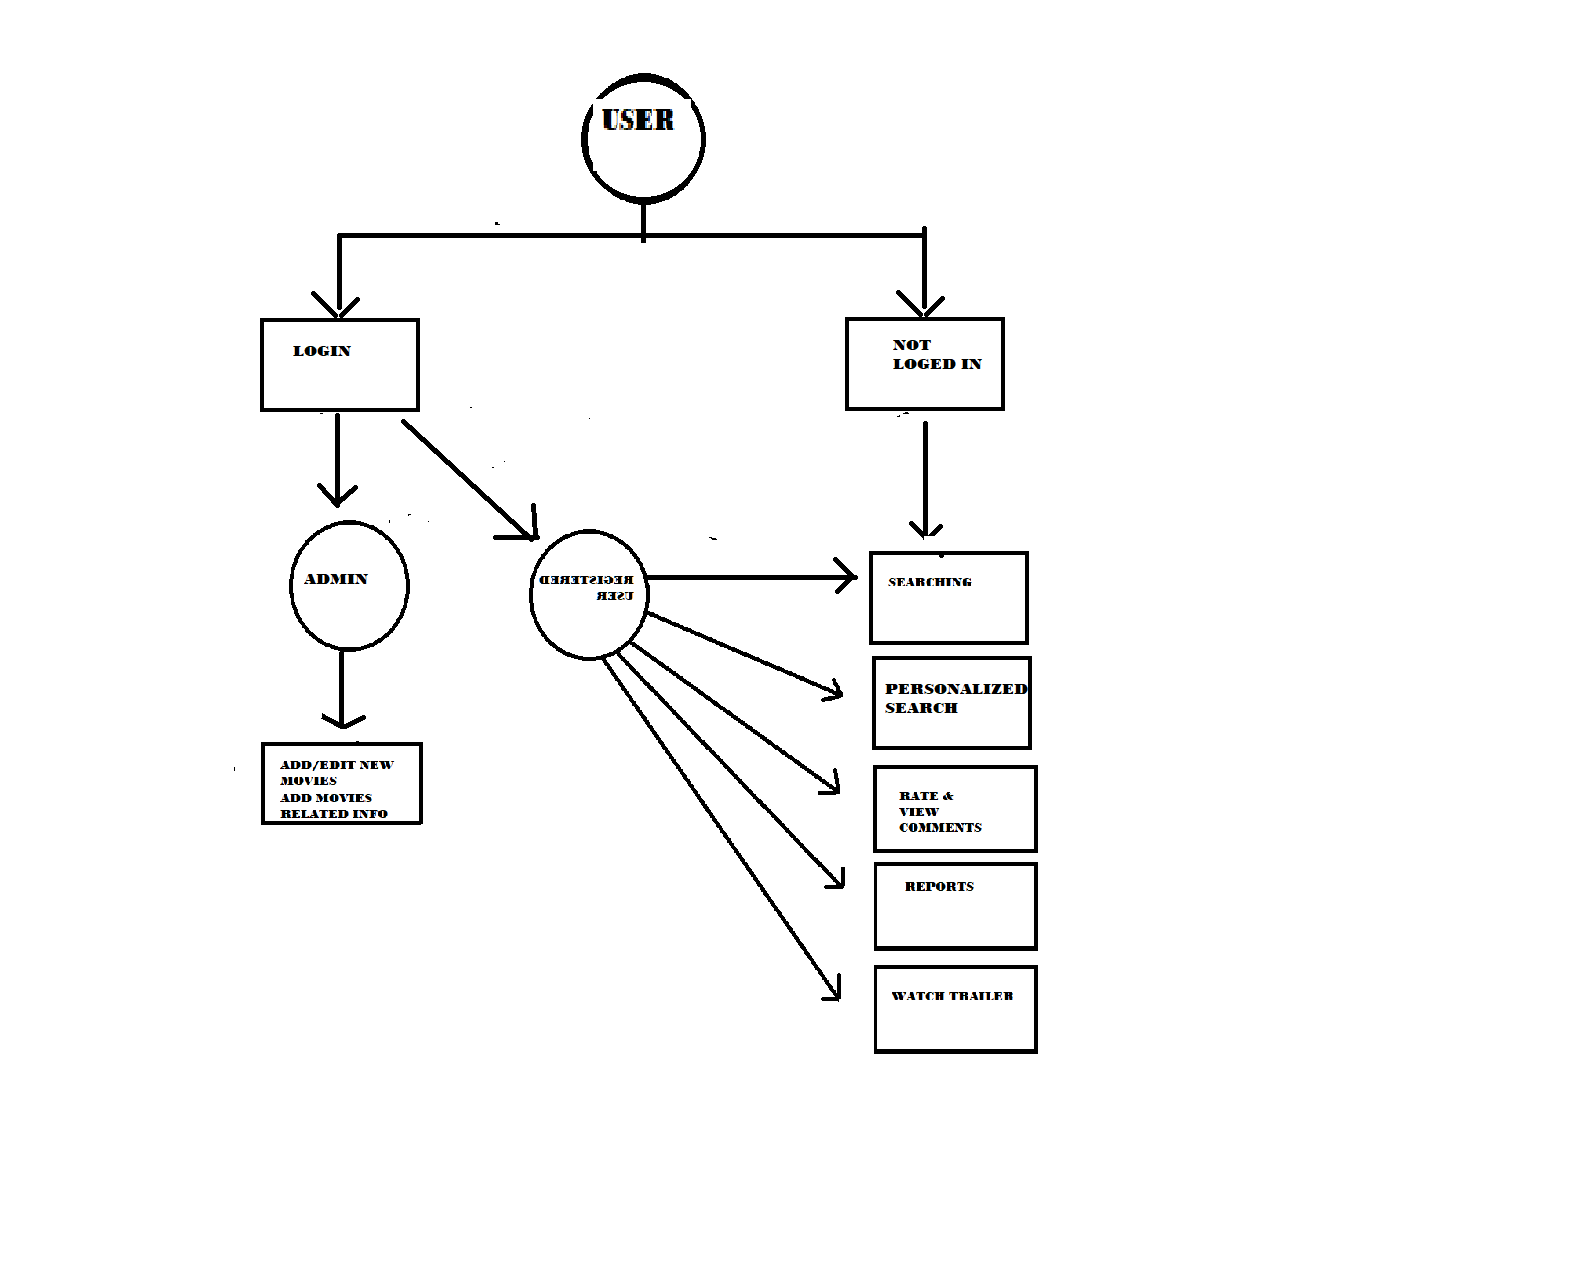 USER
LOGIN
NOT
LOGED IN
ADMIN
REGISTERED
USER
SEARCHING
PERSONALIZED
SEARCH
ADD/EDIT NEW
MOVIES
ADD MOVIES
RELATED INFO
RATE &
VIEW
COMMENTS
REPORTS
WATCH TRAILER